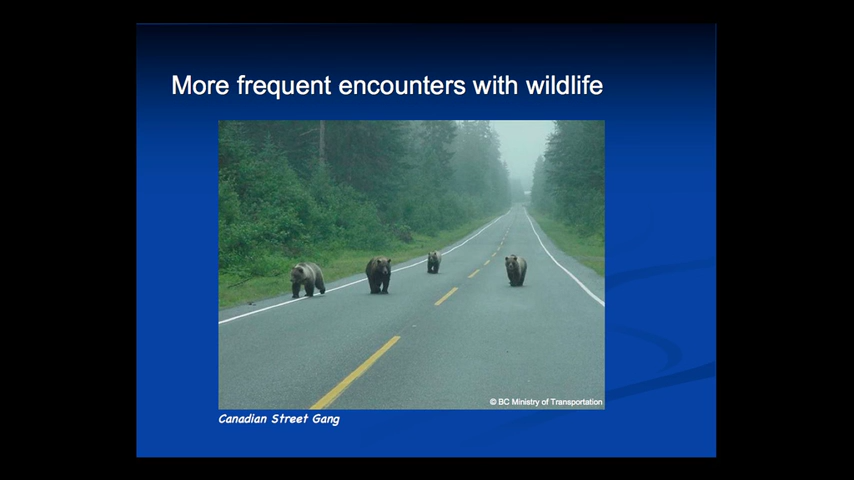 More frequent encounters with wildlife
© BC Ministry of Transportation
Canadian Street Gang